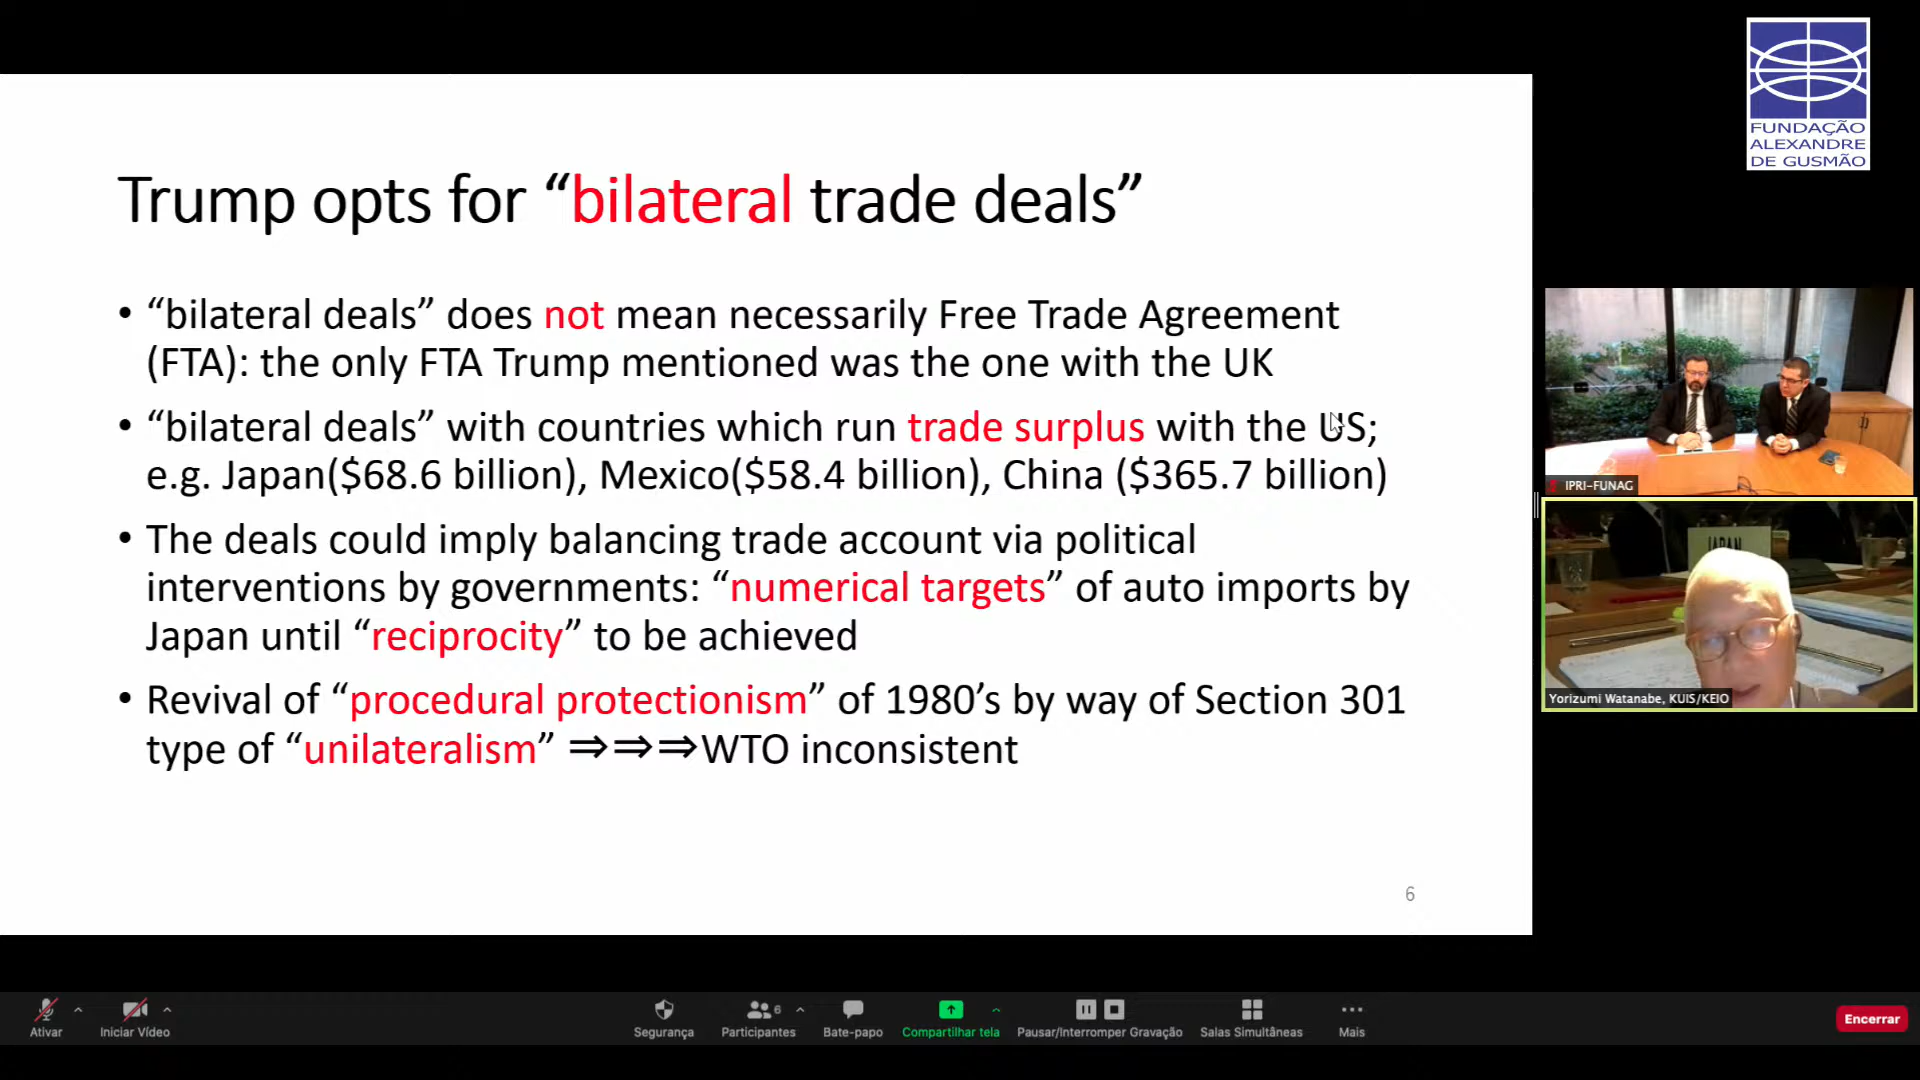 FUNDAÇÃO
ALEXANDRE
DE GUSMÃO
Trump opts for “bilateral trade deals”
• “bilateral deals” does not mean necessarily Free Trade Agreement
(FTA): the only FTA Trump mentioned was the one with the UK
• “bilateral deals” with countries which run trade surplus with the US;
e.g. Japan($68.6 billion), Mexico($58.4 billion), China ($365.7 billion)
• The deals could imply balancing trade account via political
interventions by governments: “numerical targets” of auto imports by
Japan until “reciprocity” to be achieved
• Revival of “procedural protectionism” of 1980’s by way of Section 301
type of “unilateralism” ⇒⇒⇒WTO inconsistent
6
IPRI-FUNAG
JAPAN
Yorizumi Watanabe, KUIS/KEIO
Ativar
Iniciar Vídeo
Segurança
Participantes
6
Bate-papo
Compartilhar tela
Pausar/Interromper Gravação
Salas Simultâneas
Mais
Encerrar